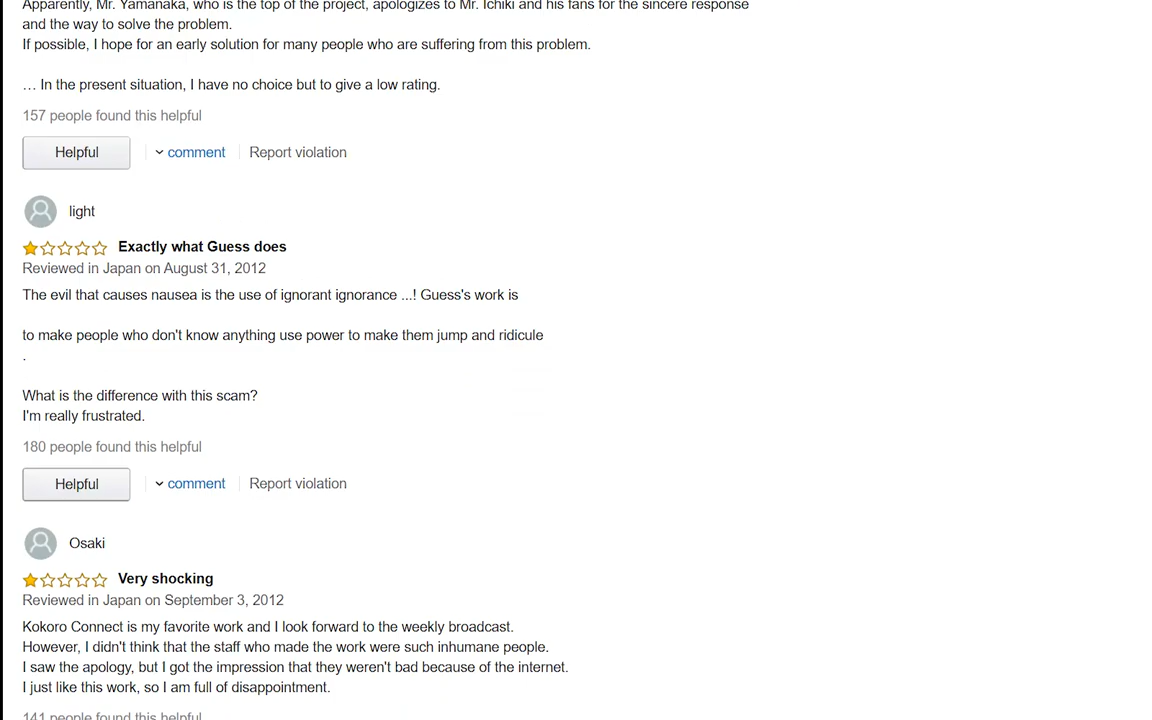 Apparently, Mr. Yamanaka, who is the top of the project, apologizes to Mr. Ichiki and his fans for the sincere response
and the way to solve the problem.
If possible, I hope for an early solution for many people who are suffering from this problem.
… In the present situation, I have no choice but to give a low rating.
157 people found this helpful
Helpful comment Report violation
light
Exactly what Guess does
Reviewed in Japan on August 31, 2012
The evil that causes nausea is the use of ignorant ignorance ...! Guess's work is
to make people who don't know anything use power to make them jump and ridicule
.
What is the difference with this scam?
I'm really frustrated.
180 people found this helpful
Helpful comment Report violation
Osaki
Very shocking
Reviewed in Japan on September 3, 2012
Kokoro Connect is my favorite work and I look forward to the weekly broadcast.
However, I didn't think that the staff who made the work were such inhumane people.
I saw the apology, but I got the impression that they weren't bad because of the internet.
I just like this work, so I am full of disappointment.
141 people found this helpful